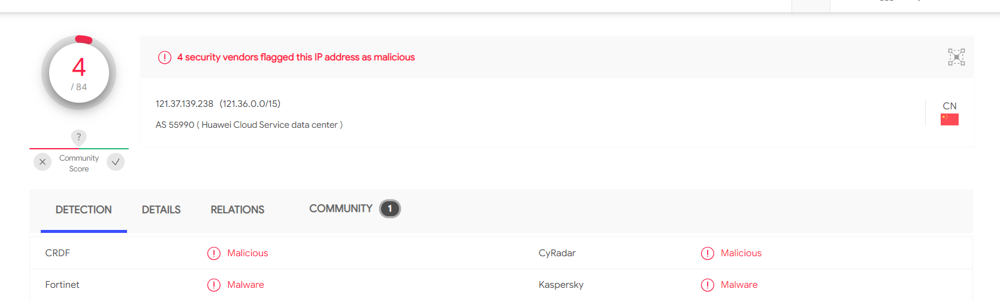 4
/ 84
4 security vendors flagged this IP address as malicious
121.37.139.238 (121.36.0.0/15)
AS 55990 ( Huawei Cloud Service data center )
CN
?
Community
Score
DETECTION DETAILS RELATIONS COMMUNITY 1
CRDF Malicious CyRadar Malicious
Fortinet Malware Kaspersky Malware